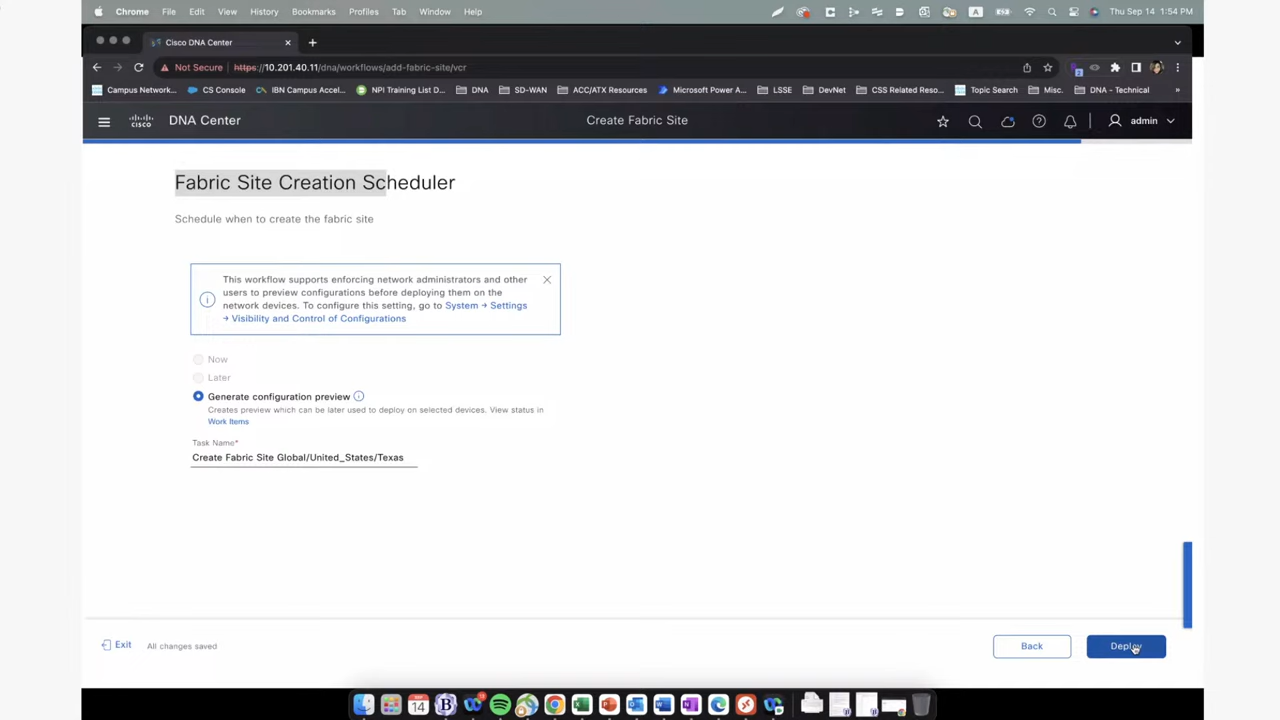 Chrome File Edit View History Bookmarks Profiles Tab Window Help Thu Sep 14 1:54 PM
Cisco DNA Center
Not Secure https://10.201.40.11/dna/workflows/add-fabric-site/vcr
Campus Network... CS Console IBN Campus Accel... NPI Training List D... DNA SD-WAN ACC/ATX Resources Microsoft Power A... LSSE DevNet CSS Related Reso... Topic Search Misc. DNA - Technical »
CISCO DNA Center Create Fabric Site admin
Fabric Site Creation Scheduler
Schedule when to create the fabric site
This workflow supports enforcing network administrators and other
users to preview configurations before deploying them on the
network devices. To configure this setting, go to System → Settings
→ Visibility and Control of Configurations
Now
Later
Generate configuration preview
Creates preview which can be later used to deploy on selected devices. View status in
Work Items
Task Name*
Create Fabric Site Global/United_States/Texas
Exit All changes saved Back Deploy
SEP
14